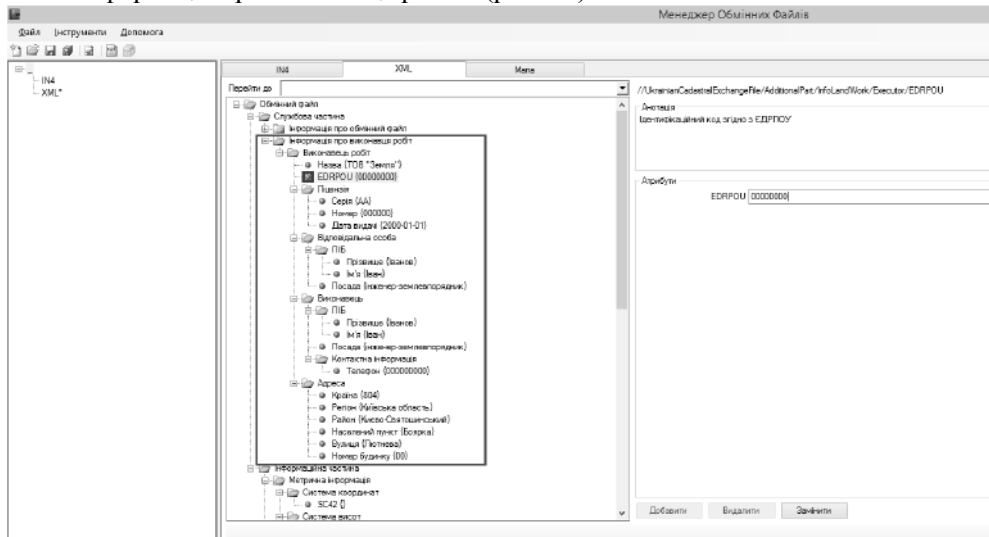 Менеджер Обмінних Файлів
Файл Інструменти Допомога
IN4
XML*
IN4 XML Мапа
Перейти до
Обмінний файл
Службова частина
Інформація про обмінний файл
Інформація про виконавця робіт
Виконавець робіт
Назва (ТОВ "Земля")
EDRPOU (00000000)
Ліцензія
Серія (АА)
Номер (000000)
Дата видачі (2000-01-01)
Відповідальна особа
ПІБ
Прізвище (Іванов)
Ім'я (Іван)
Посада (інженер-землевпорядник)
Виконавець
ПІБ
Прізвище (Іванов)
Ім'я (Іван)
Посада (інженер-землевпорядник)
Контактна інформація
Телефон (000000000)
Адреса
Країна (804)
Регіон (Київська область)
Район (Києво-Святошинський)
Населений пункт (Боярка)
Вулиця (Лютнева)
Номер будинку (00)
Інформаційна частина
Метрична інформація
Система координат
SC42 ()
Система висот
//UkrainianCadastralExchangeFile/AdditionalPart/InfoLandWork/Executor/EDRPOU
Анотація
Ідентифікаційний код згідно з ЄДРПОУ
Атрибути
EDRPOU 00000000
Добавити Видалити Замінити